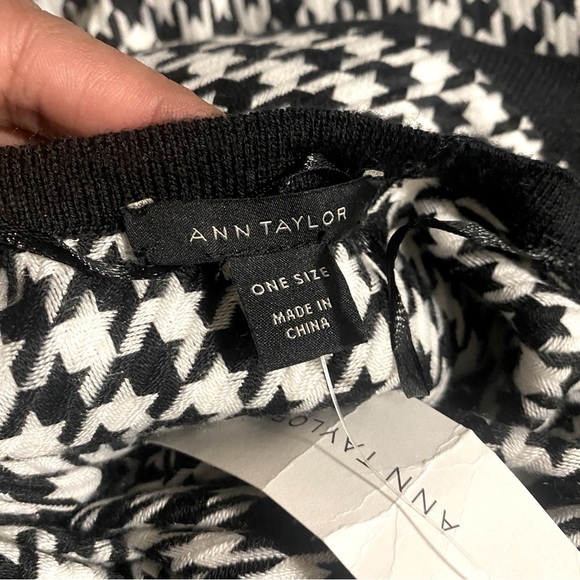 ANN TAYLOR
ONE SIZE
MADE IN
CHINA
ANN TAYLOR